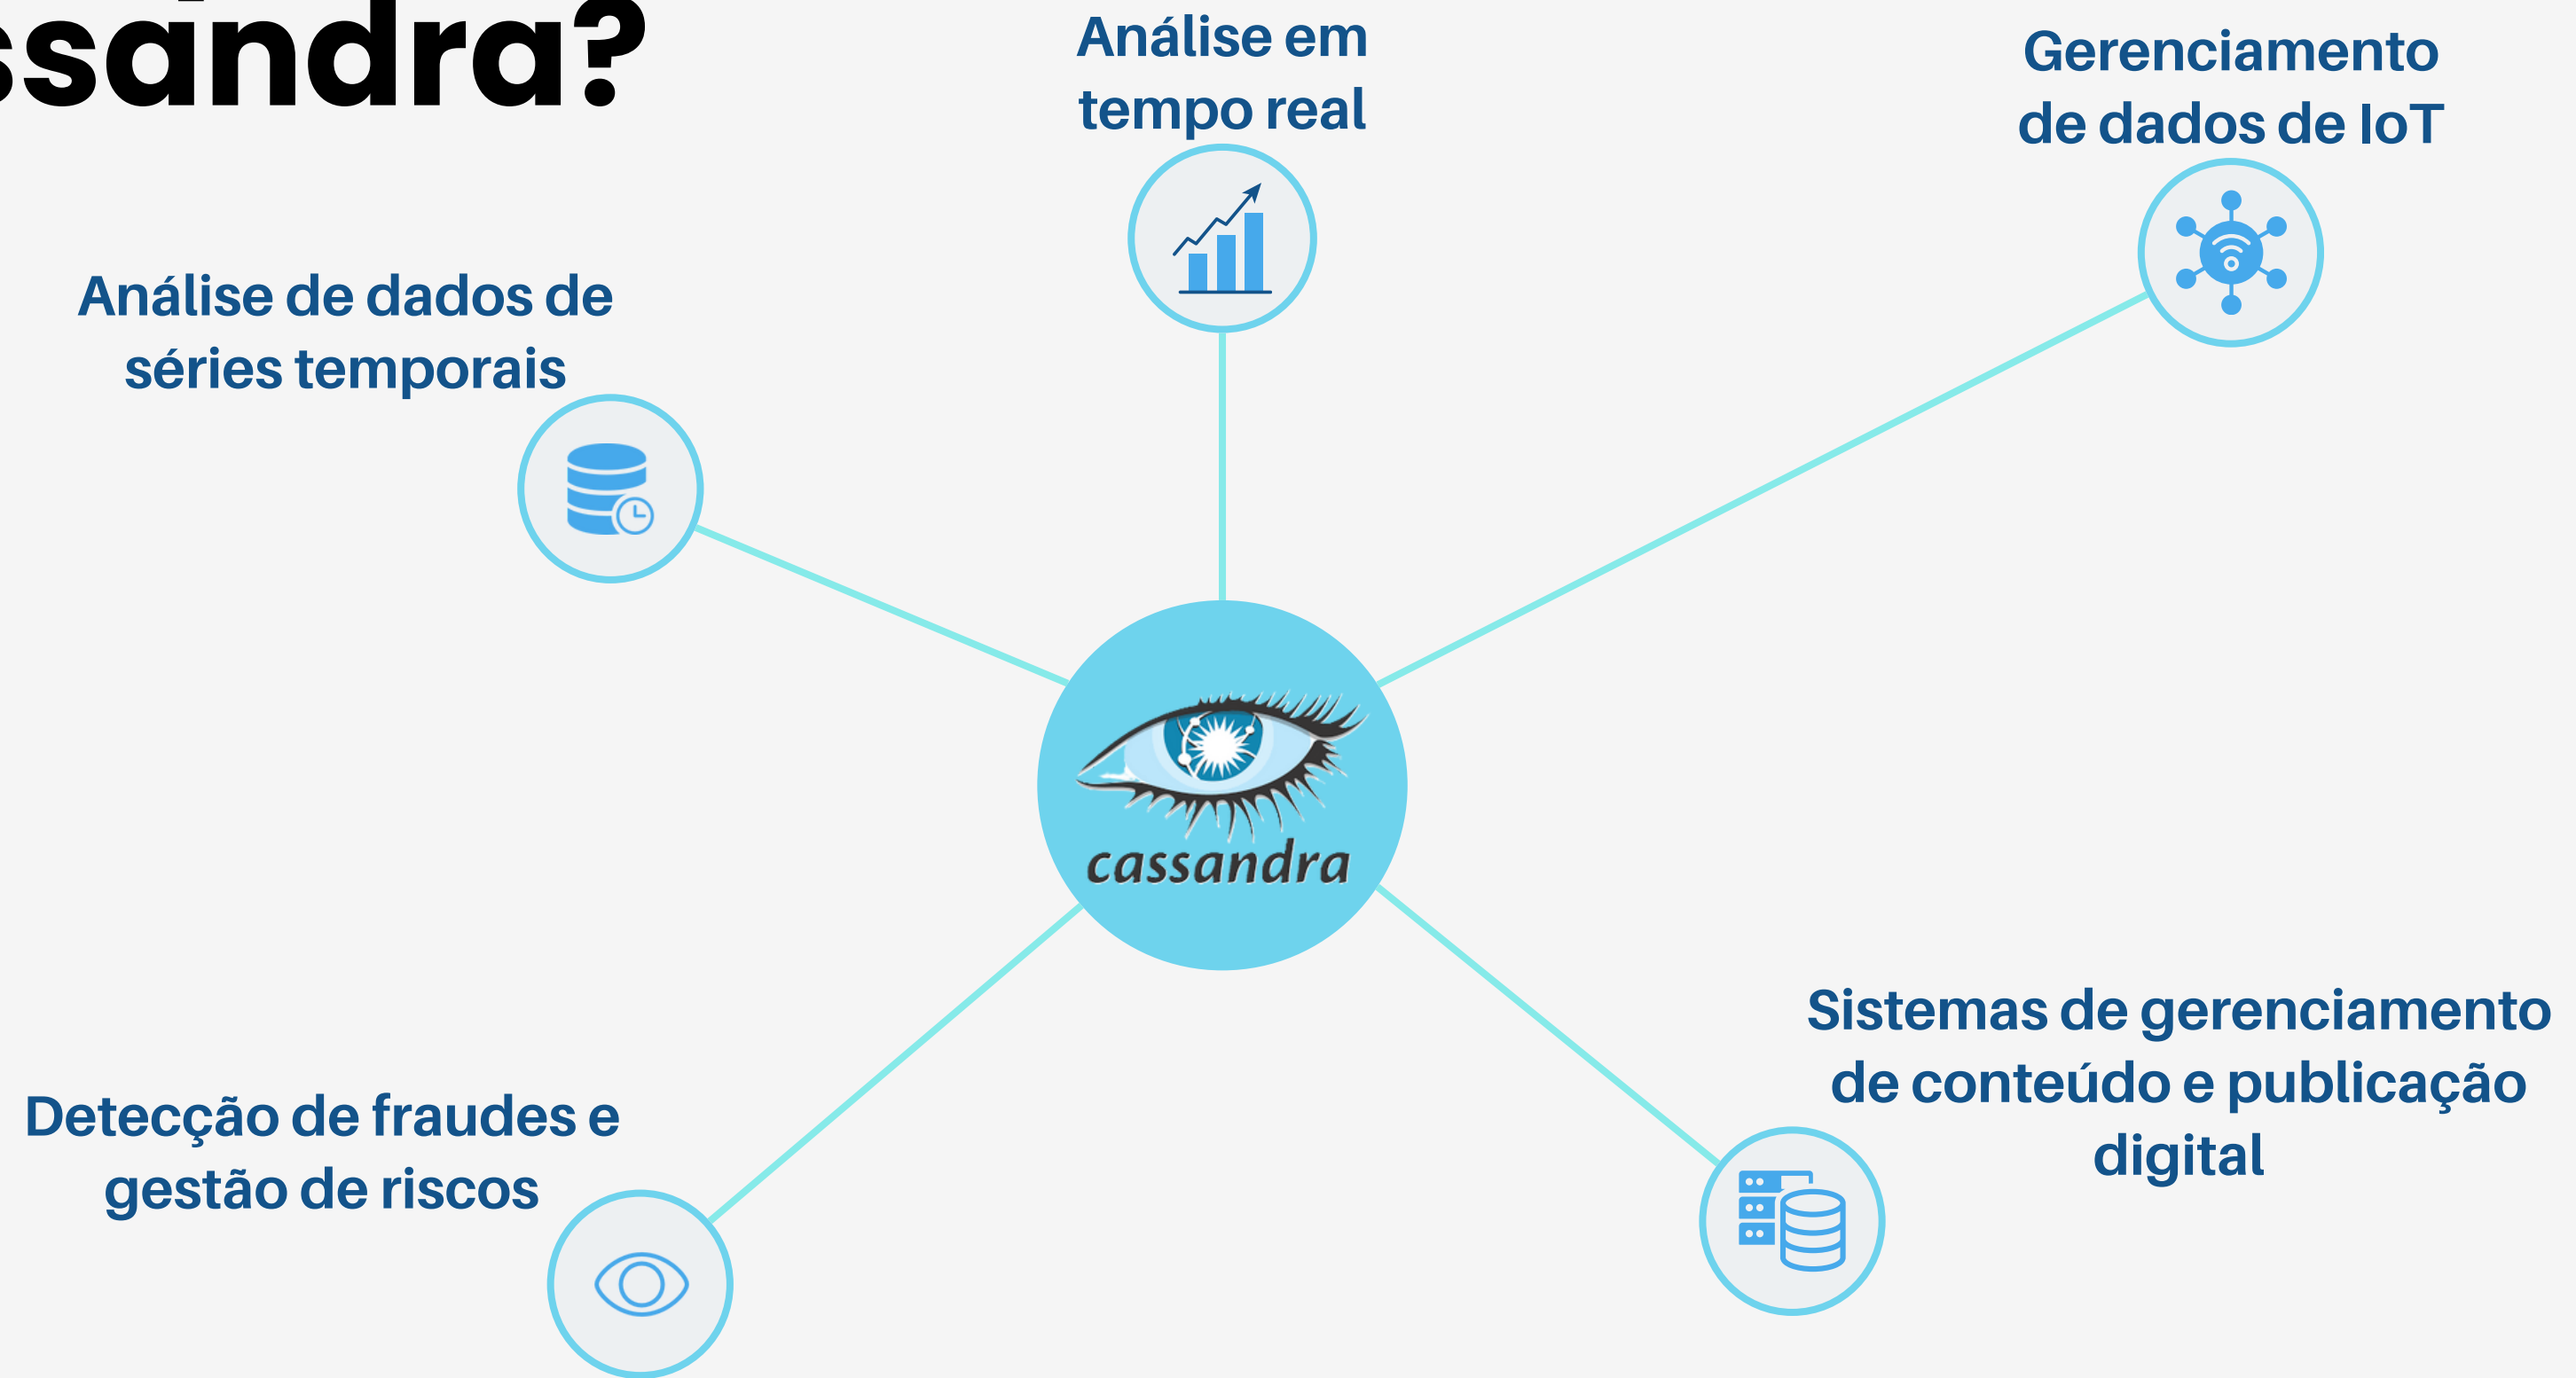 ssandra?
Análise em
tempo real
Gerenciamento
de dados de IoT
Análise de dados de
séries temporais
cassandra
Sistemas de gerenciamento
de conteúdo e publicação
digital
Detecção de fraudes e
gestão de riscos